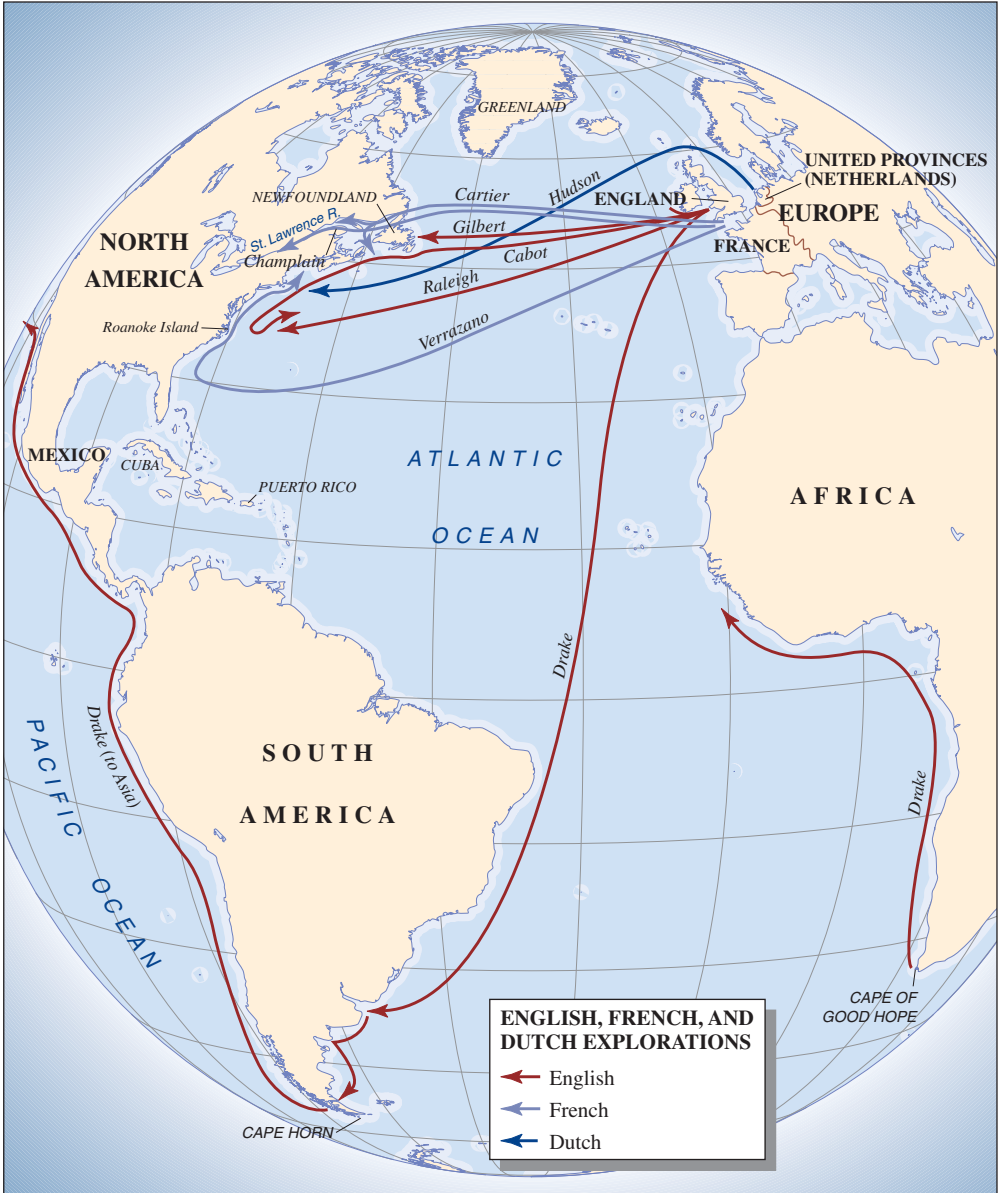 GREENLAND
UNITED PROVINCES
(NETHERLANDS)
Hudson
ENGLAND
EUROPE
NEWFOUNDLAND
Cartier
St. Lawrence R.
Gilbert
FRANCE
NORTH
AMERICA
Champlain
Cabot
Raleigh
Roanoke Island
Verrazano
MEXICO
CUBA
PUERTO RICO
ATLANTIC
OCEAN
AFRICA
Drake
Drake (to Asia)
PACIFIC
OCEAN
SOUTH
AMERICA
Drake
CAPE OF
GOOD HOPE
CAPE HORN
ENGLISH, FRENCH, AND
DUTCH EXPLORATIONS
English
French
Dutch